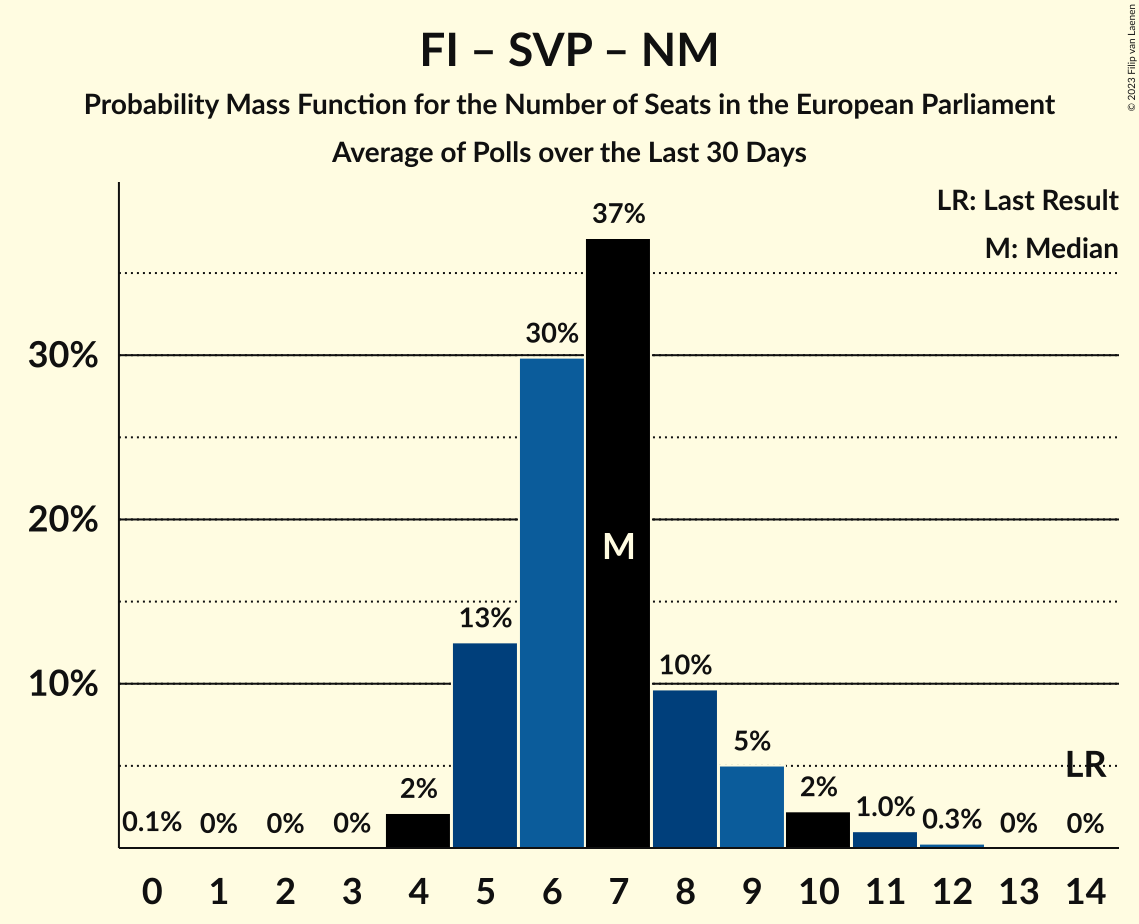 FI – SVP – NM
Probability Mass Function for the Number of Seats in the European Parliament
Average of Polls over the Last 30 Days
© 2023 Filip van Laenen
LR: Last Result
M: Median
37%
30%
30%
20%
M
13%
10%
10%
5%
LR
2%
2%
1.0%
0.1%
0%
0%
0%
0.3%
0%
0%
0 1 2 3 4 5 6 7 8 9 10 11 12 13 14